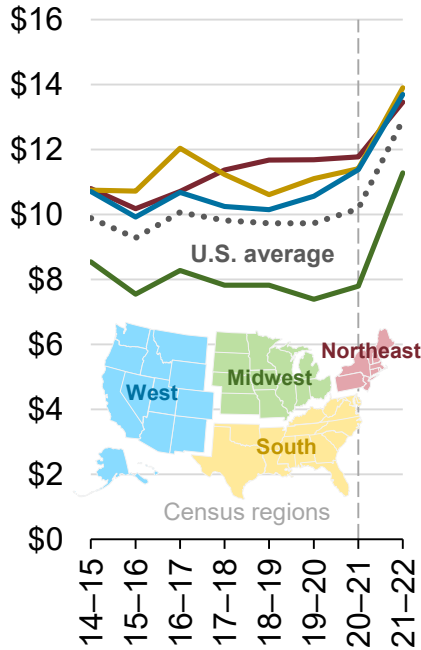 $16
$14
$12
$10
U.S. average
$8
$6
Northeast
Midwest
West
$4
South
$2
Census regions
$0
14–15
15–16
16–17
17–18
18–19
19–20
20–21
21–22